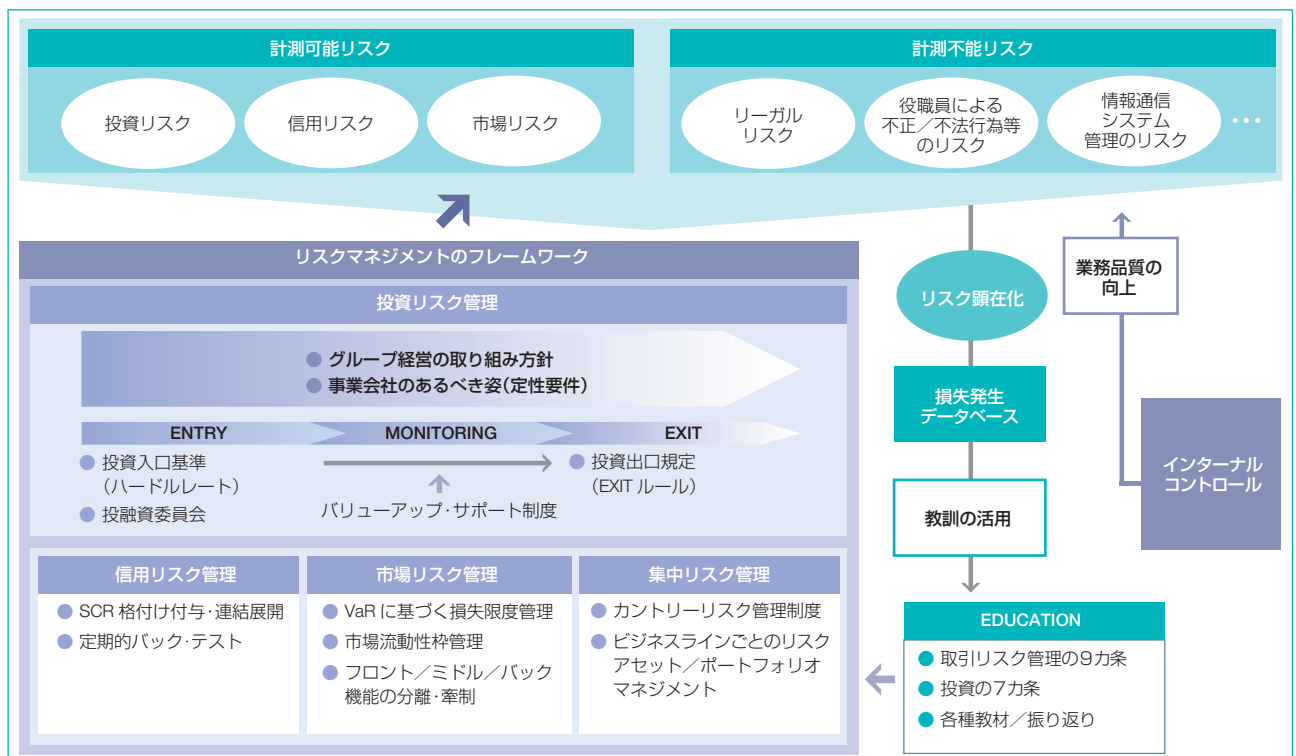 計測可能リスク
投資リスク
信用リスク
市場リスク
計測不能リスク
リーガル
リスク
役職員による
不正／不法行為等
のリスク
情報通信
システム
管理のリスク
…
リスクマネジメントのフレームワーク
投資リスク管理
● グループ経営の取り組み方針
● 事業会社のあるべき姿（定性要件）
ENTRY
MONITORING
EXIT
● 投資入口基準
（ハードルレート）
● 投融資委員会
バリューアップ・サポート制度
● 投資出口規定
（EXIT ルール）
信用リスク管理
● SCR 格付け付与・連結展開
● 定期的バック・テスト
市場リスク管理
● VaR に基づく損失限度管理
● 市場流動性枠管理
● フロント／ミドル／バック
機能の分離・牽制
集中リスク管理
● カントリーリスク管理制度
● ビジネスラインごとのリスク
アセット／ポートフォリオ
マネジメント
リスク顕在化
損失発生
データベース
教訓の活用
EDUCATION
● 取引リスク管理の9カ条
● 投資の7カ条
● 各種教材／振り返り
業務品質の
向上
インターナル
コントロール